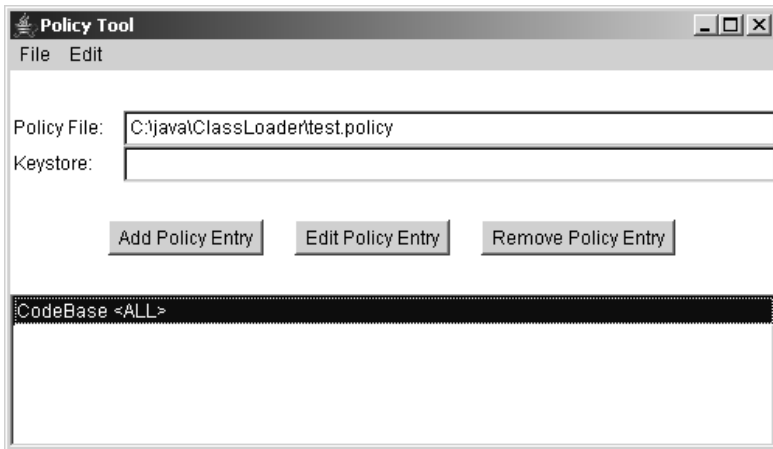 Policy Tool
File Edit
Policy File: C:\java\ClassLoader\test.policy
Keystore:
Add Policy Entry Edit Policy Entry Remove Policy Entry
CodeBase <ALL>